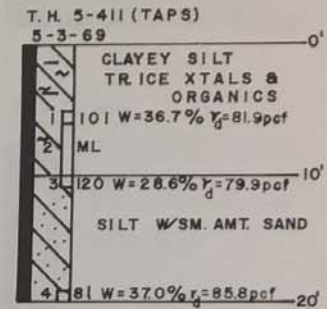 T. H. 5-411 (TAPS)
5-3-69
0'
CLAYEY SILT
TR.ICE XTALS &
ORGANICS
1 101 W=36.7% γd=81.9pcf
2 ML
10'
3 120 W=28.6% γd=79.9pcf
SILT W/SM. AMT. SAND
4 81 W=37.0% γd=85.8pcf
20'